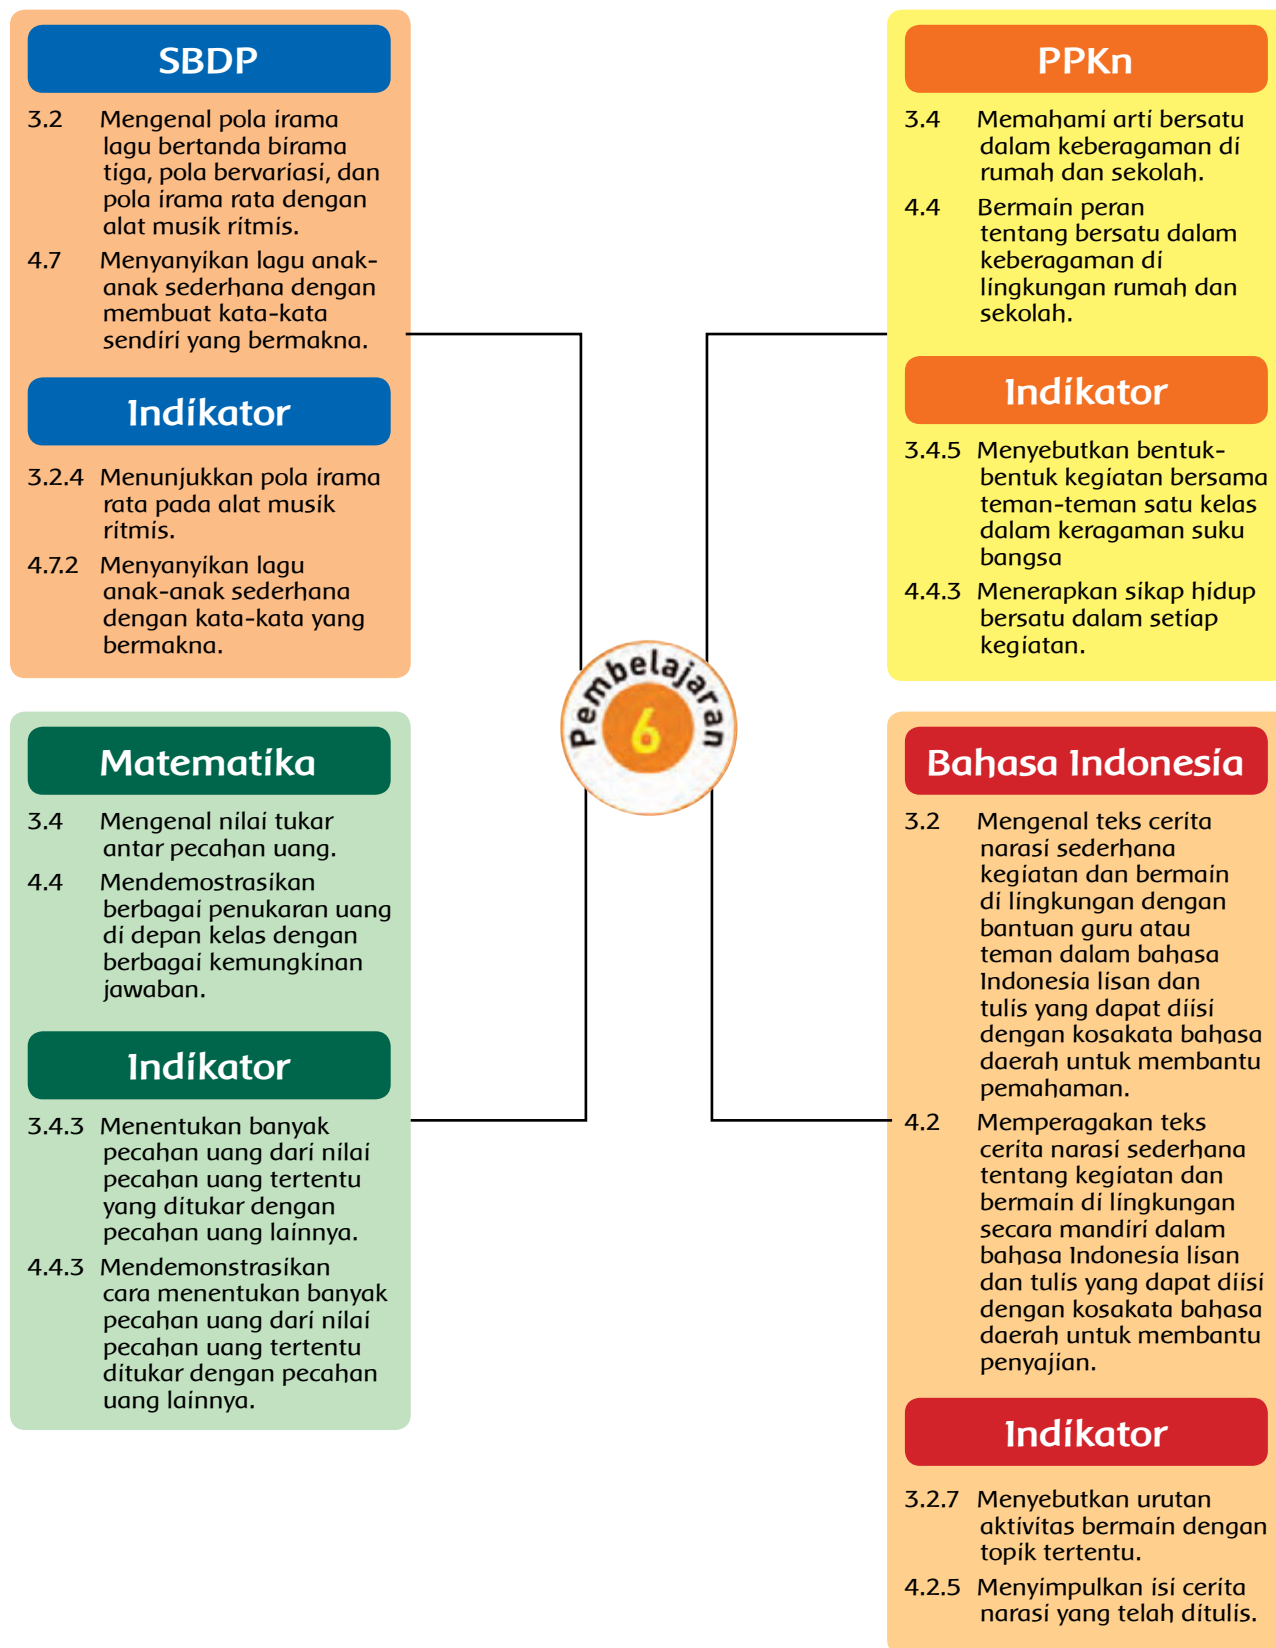 SBDP
3.2 Mengenal pola irama
lagu bertanda birama
tiga, pola bervariasi, dan
pola irama rata dengan
alat musik ritmis.
4.7 Menyanyikan lagu anak-
anak sederhana dengan
membuat kata-kata
sendiri yang bermakna.
Indikator
3.2.4 Menunjukkan pola irama
rata pada alat musik
ritmis.
4.7.2 Menyanyikan lagu
anak-anak sederhana
dengan kata-kata yang
bermakna.
PPKn
3.4 Memahami arti bersatu
dalam keberagaman di
rumah dan sekolah.
4.4 Bermain peran
tentang bersatu dalam
keberagaman di
lingkungan rumah dan
sekolah.
Indikator
3.4.5 Menyebutkan bentuk-
bentuk kegiatan bersama
teman-teman satu kelas
dalam keragaman suku
bangsa
4.4.3 Menerapkan sikap hidup
bersatu dalam setiap
kegiatan.
Pembelajaran
6
Matematika
3.4 Mengenal nilai tukar
antar pecahan uang.
4.4 Mendemostrasikan
berbagai penukaran uang
di depan kelas dengan
berbagai kemungkinan
jawaban.
Indikator
3.4.3 Menentukan banyak
pecahan uang dari nilai
pecahan uang tertentu
yang ditukar dengan
pecahan uang lainnya.
4.4.3 Mendemonstrasikan
cara menentukan banyak
pecahan uang dari nilai
pecahan uang tertentu
ditukar dengan pecahan
uang lainnya.
Bahasa Indonesia
3.2 Mengenal teks cerita
narasi sederhana
kegiatan dan bermain
di lingkungan dengan
bantuan guru atau
teman dalam bahasa
Indonesia lisan dan
tulis yang dapat diisi
dengan kosakata bahasa
daerah untuk membantu
pemahaman.
4.2 Memperagakan teks
cerita narasi sederhana
tentang kegiatan dan
bermain di lingkungan
secara mandiri dalam
bahasa Indonesia lisan
dan tulis yang dapat diisi
dengan kosakata bahasa
daerah untuk membantu
penyajian.
Indikator
3.2.7 Menyebutkan urutan
aktivitas bermain dengan
topik tertentu.
4.2.5 Menyimpulkan isi cerita
narasi yang telah ditulis.